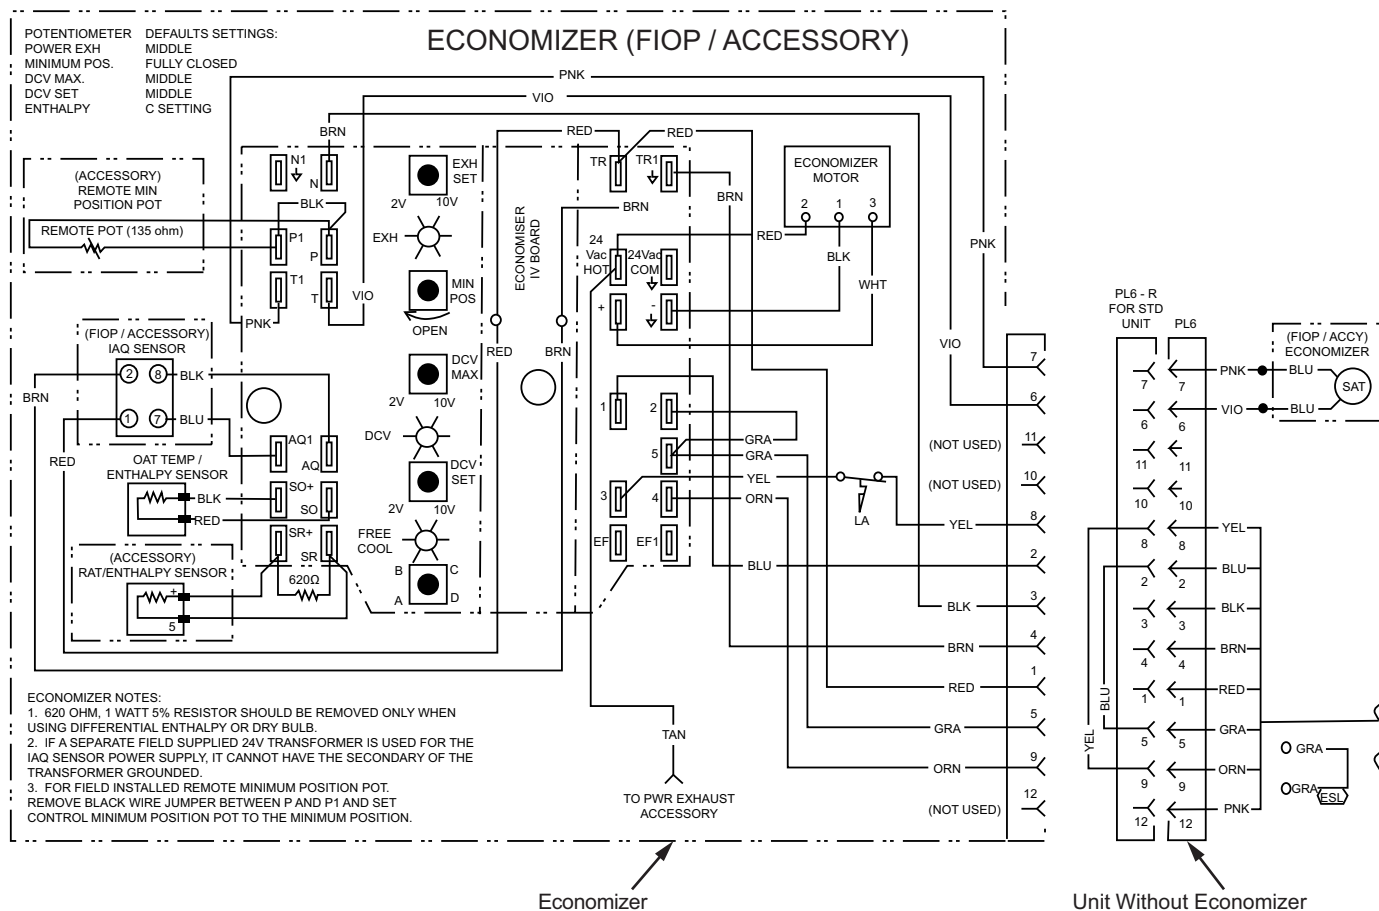 ECONOMIZER (FIOP / ACCESSORY)
POTENTIOMETER DEFAULTS SETTINGS:
POWER EXH MIDDLE
MINIMUM POS. FULLY CLOSED
DCV MAX. MIDDLE
DCV SET MIDDLE
ENTHALPY C SETTING
PNK
VIO
BRN
RED
RED
(ACCESSORY)
REMOTE MIN
POSITION POT
REMOTE POT (135 ohm)
N1
N
BLK
P1
P
T1
T
VIO
PNK
EXH
SET
2V 10V
EXH
MIN
POS
OPEN
DCV
MAX
2V 10V
DCV
DCV
SET
2V 10V
FREE
COOL
B C
A D
ECONOMISER
IV BOARD
RED
BRN
TR
TR1
BRN
BRN
24
Vac
HOT
24Vac
COM
+
-
1
2
5
3
4
EF
EF1
ECONOMIZER
MOTOR
2 1 3
RED
BLK
WHT
PNK
VIO
GRA
GRA
YEL
ORN
LA
BLU
(FIOP / ACCESSORY)
IAQ SENSOR
2 8 BLK
1 7 BLU
BRN
RED
AQ1
AQ
OAT TEMP /
ENTHALPY SENSOR
BLK
RED
SO+
SO
SR+
SR
620Ω
(ACCESSORY)
RAT/ENTHALPY SENSOR
+
5
7
6
(NOT USED) 11
(NOT USED) 10
YEL 8
2
BLK 3
BRN 4
RED 1
GRA 5
ORN 9
(NOT USED) 12
TAN
TO PWR EXHAUST
ACCESSORY
ECONOMIZER NOTES:
1. 620 OHM, 1 WATT 5% RESISTOR SHOULD BE REMOVED ONLY WHEN
USING DIFFERENTIAL ENTHALPY OR DRY BULB.
2. IF A SEPARATE FIELD SUPPLIED 24V TRANSFORMER IS USED FOR THE
IAQ SENSOR POWER SUPPLY, IT CANNOT HAVE THE SECONDARY OF THE
TRANSFORMER GROUNDED.
3. FOR FIELD INSTALLED REMOTE MINIMUM POSITION POT.
REMOVE BLACK WIRE JUMPER BETWEEN P AND P1 AND SET
CONTROL MINIMUM POSITION POT TO THE MINIMUM POSITION.
PL6 - R
FOR STD
UNIT
PL6
(FIOP / ACCY)
ECONOMIZER
7 7 PNK BLU
SAT
6 6 VIO BLU
11 11
10 10
8 8 YEL
2 2 BLU
3 3 BLK
4 4 BRN
1 1 RED
5 5 GRA
9 9 ORN
12 12 PNK
BLU
YEL
GRA
GRA
ESL
Economizer
Unit Without Economizer